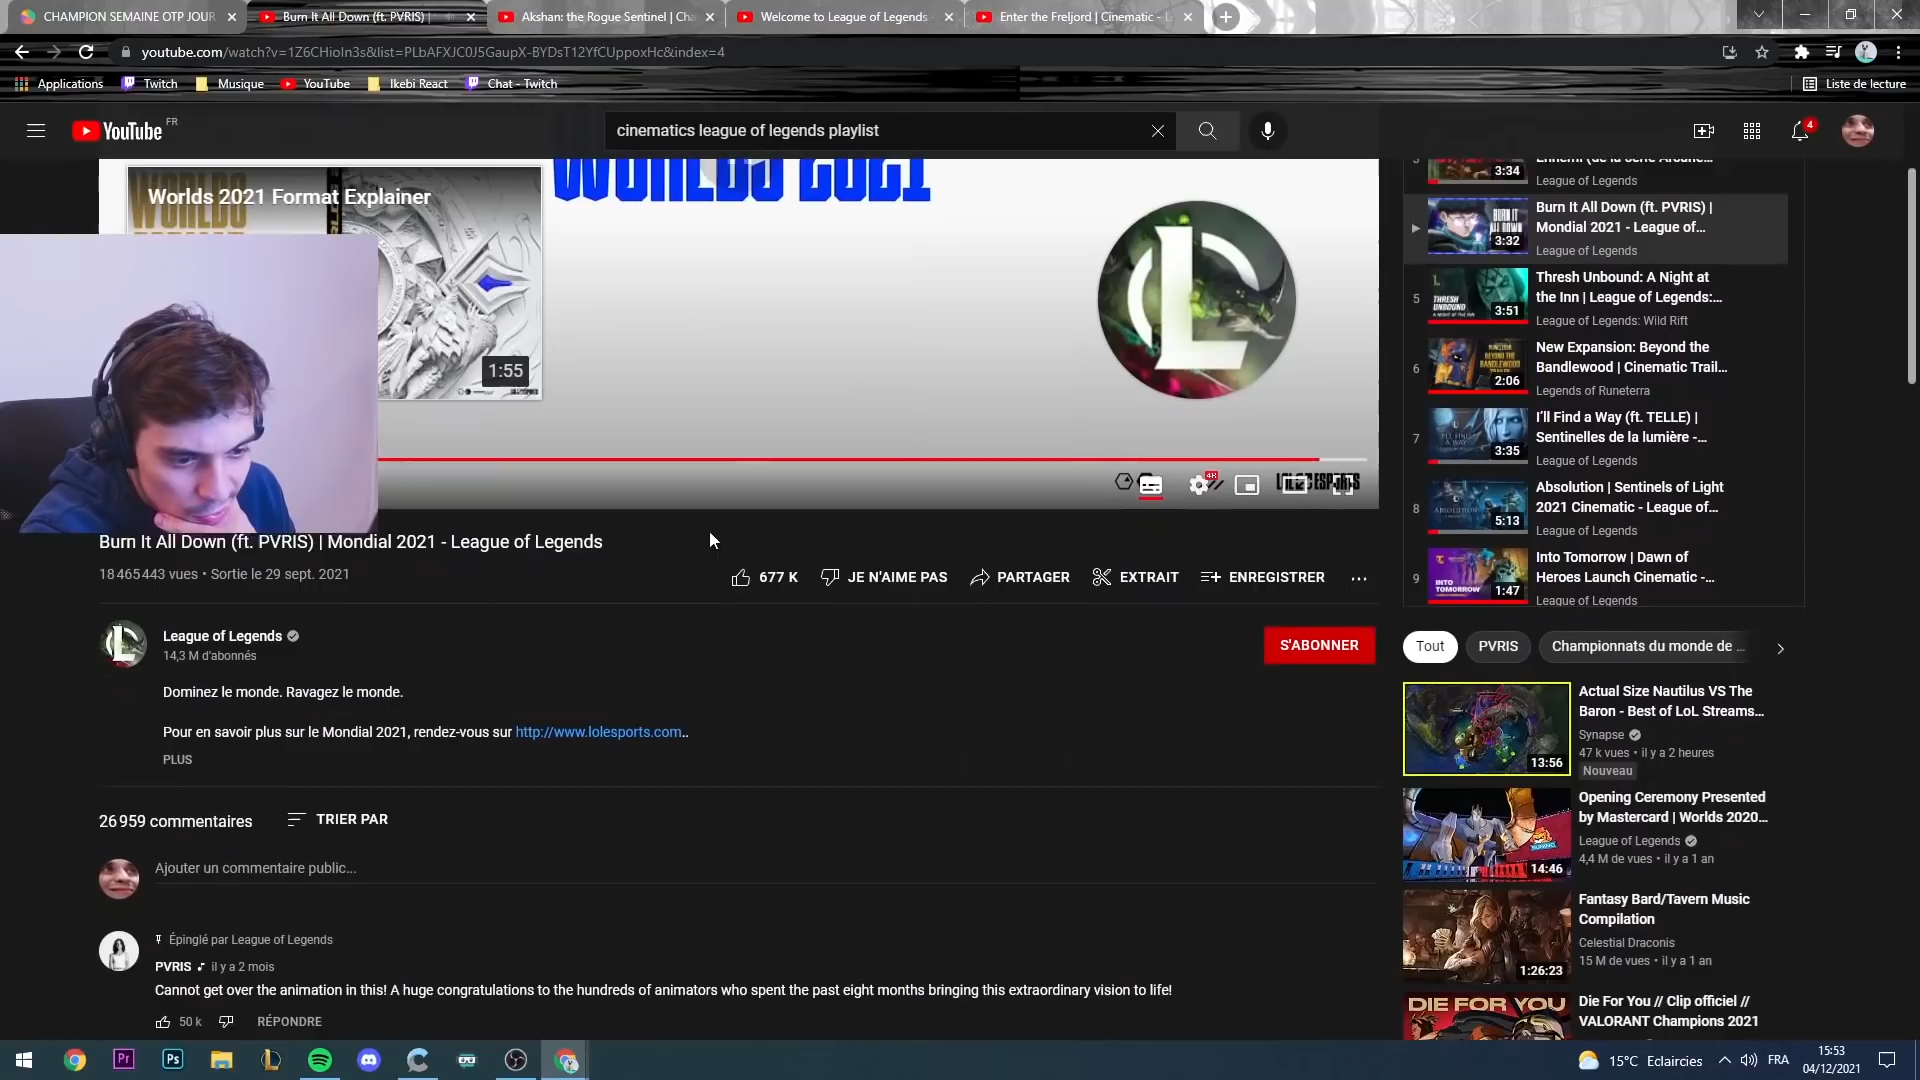 CHAMPION SEMAINE OTP JOUR
Burn It All Down (ft. PVRIS) |
Akshan: the Rogue Sentinel | Cha
Welcome to League of Legends
Enter the Freljord | Cinematic - L
youtube.com/watch?v=1Z6CHioIn3s&list=PLbAFXJC0J5GaupX-BYDsT12YfCUppoxHc&index=4
Applications
Twitch
Musique
YouTube
Ikebi React
Chat - Twitch
Liste de lecture
YouTube FR
cinematics league of legends playlist
4
WORLDS 2021
Worlds 2021 Format Explainer
1:55
3:34
League of Legends
Burn It All Down (ft. PVRIS) |
Mondial 2021 - League of...
League of Legends
BURN IT
ALL DOWN
3:32
5
Thresh Unbound: A Night at
the Inn | League of Legends:...
League of Legends: Wild Rift
THRESH
UNBOUND
3:51
6
New Expansion: Beyond the
Bandlewood | Cinematic Trail...
Legends of Runeterra
2:06
7
I'll Find a Way (ft. TELLE) |
Sentinelles de la lumière -...
League of Legends
3:35
8
Absolution | Sentinels of Light
2021 Cinematic - League of...
League of Legends
5:13
9
Into Tomorrow | Dawn of
Heroes Launch Cinematic -...
League of Legends
INTO
TOMORROW
1:47
4K
Burn It All Down (ft. PVRIS) | Mondial 2021 - League of Legends
18 465 443 vues • Sortie le 29 sept. 2021
677 K
JE N'AIME PAS
PARTAGER
EXTRAIT
ENREGISTRER
...
League of Legends
14,3 M d'abonnés
S'ABONNER
Dominez le monde. Ravagez le monde.
Pour en savoir plus sur le Mondial 2021, rendez-vous sur http://www.lolesports.com..
PLUS
26 959 commentaires
TRIER PAR
Ajouter un commentaire public...
Épinglé par League of Legends
PVRIS il y a 2 mois
Cannot get over the animation in this! A huge congratulations to the hundreds of animators who spent the past eight months bringing this extraordinary vision to life!
50 k
RÉPONDRE
Tout
PVRIS
Championnats du monde de ...
Actual Size Nautilus VS The
Baron - Best of LoL Streams...
Synapse
47 k vues • il y a 2 heures
Nouveau
13:56
Opening Ceremony Presented
by Mastercard | Worlds 2020...
League of Legends
4,4 M de vues • il y a 1 an
14:46
Fantasy Bard/Tavern Music
Compilation
Celestial Draconis
15 M de vues • il y a 1 an
1:26:23
Die For You // Clip officiel //
VALORANT Champions 2021
DIE FOR YOU
15°C Eclaircies
FRA
15:53
04/12/2021